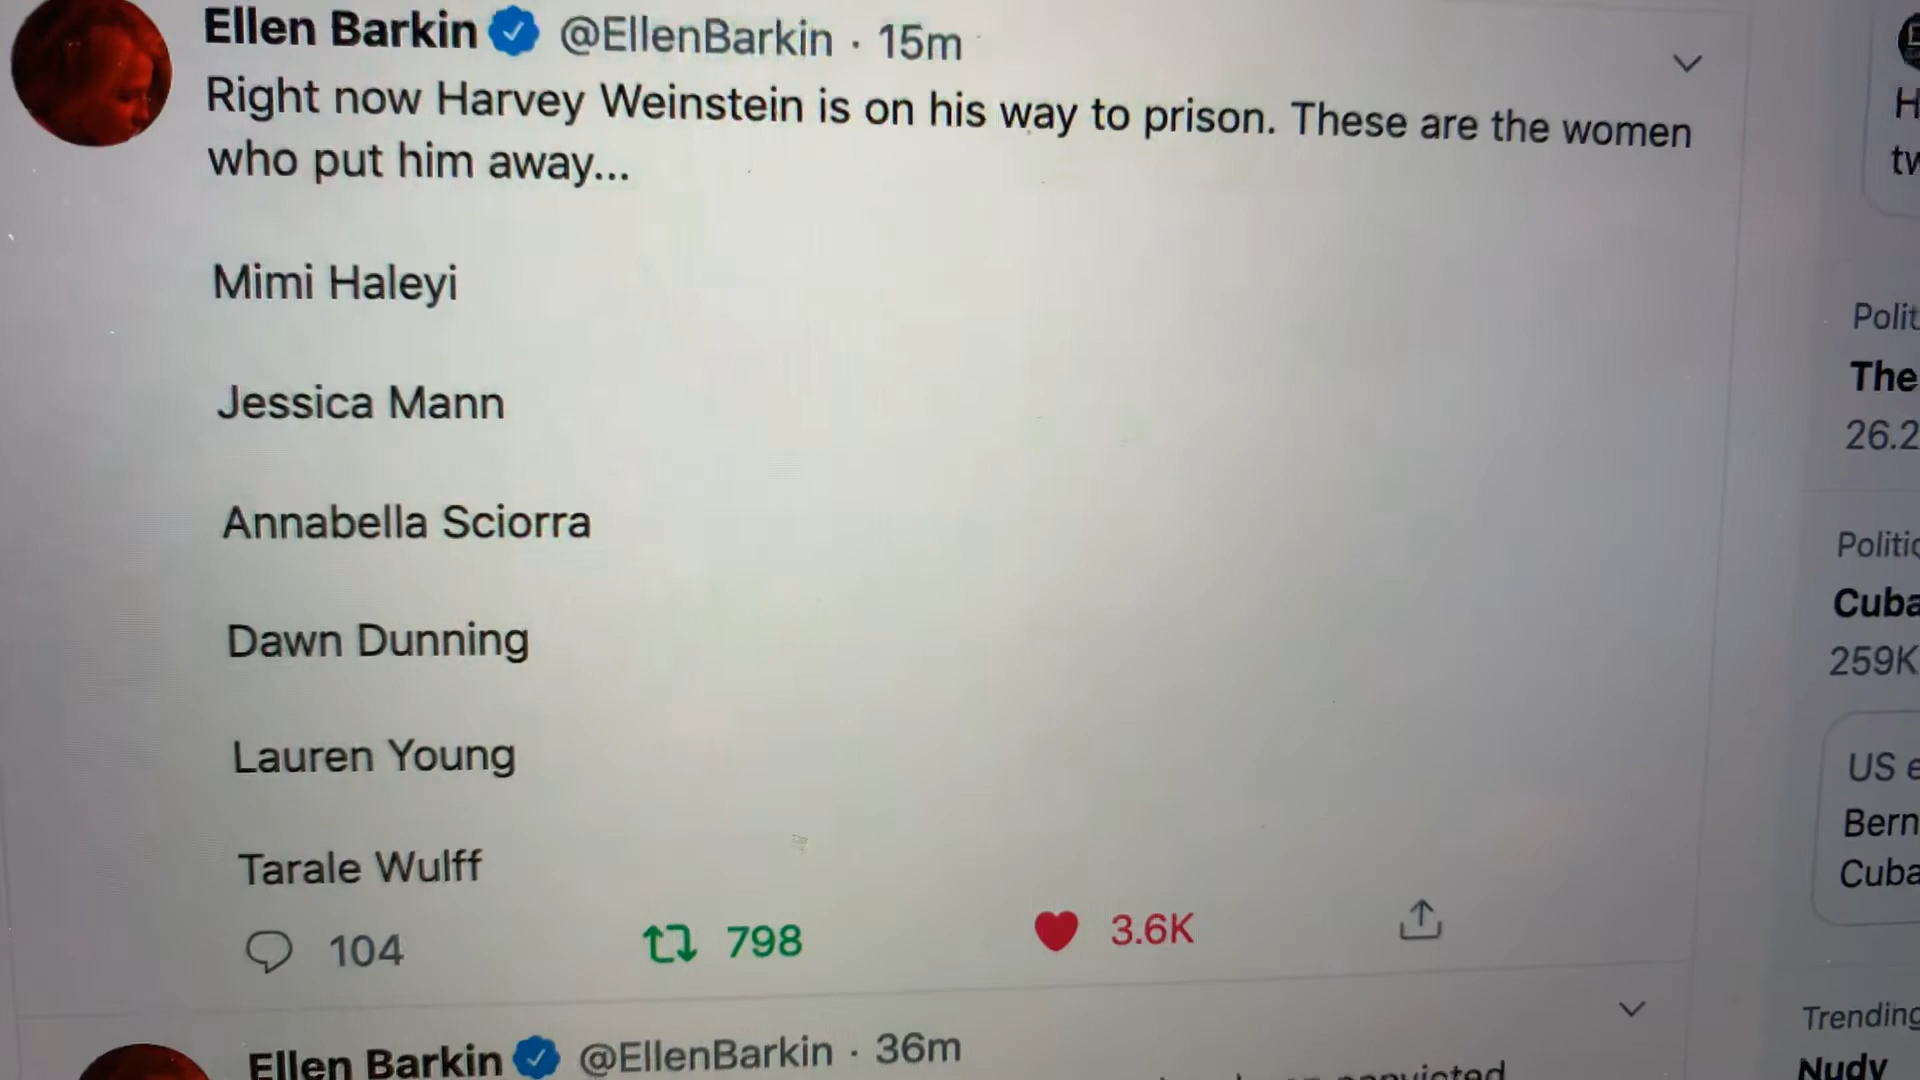 Ellen Barkin @EllenBarkin · 15m
Right now Harvey Weinstein is on his way to prison. These are the women
who put him away...
Mimi Haleyi
Jessica Mann
Annabella Sciorra
Dawn Dunning
Lauren Young
Tarale Wulff
104 798 3.6K
Ellen Barkin @EllenBarkin · 36m
The
26.2
Cuba
259K
US
Bern
Cuba
Trending
Nudy